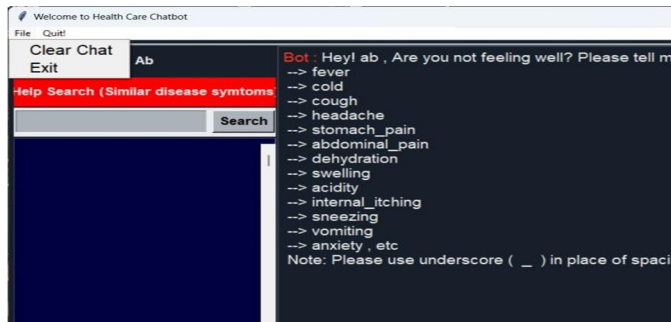 Welcome to Health Care Chatbot
File Quit!
Clear Chat
Exit
Ab
Help Search (Similar disease symtoms
Search
Bot : Hey! ab , Are you not feeling well? Please tell m
--> fever
--> cold
--> cough
--> headache
--> stomach_pain
--> abdominal_pain
--> dehydration
--> swelling
--> acidity
--> internal_itching
--> sneezing
--> vomiting
--> anxiety , etc
Note: Please use underscore ( _ ) in place of spaci